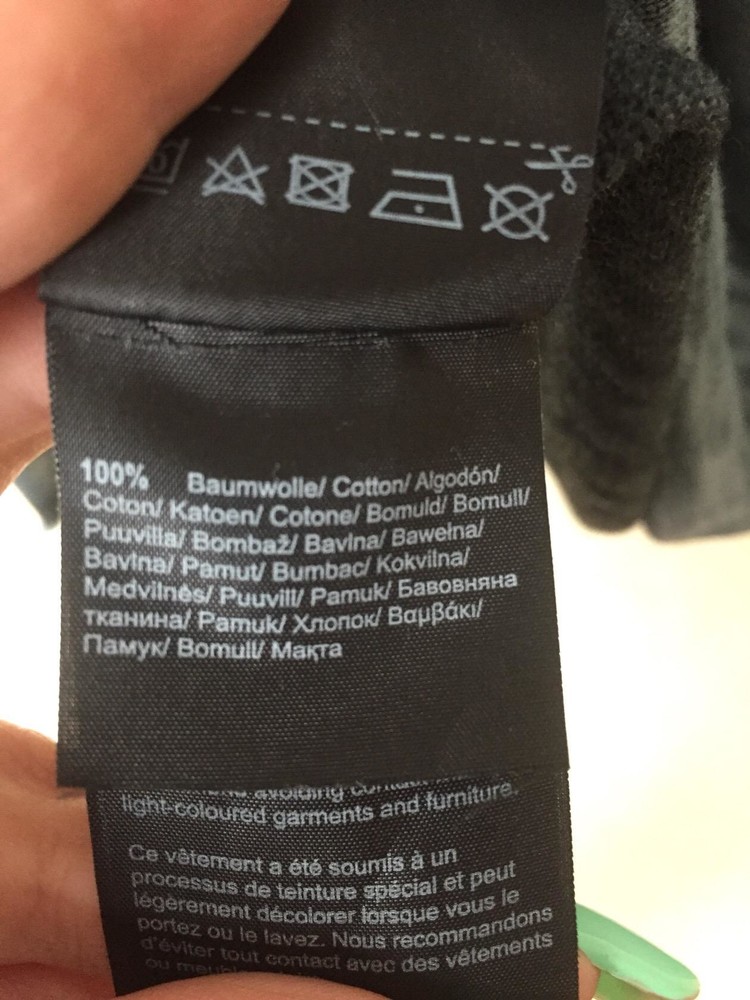 100% Baumwolle/ Cotton/ Algodón/
Coton/ Katoen/ Cotone/ Bomuld/ Bomull/
Puuvilla/ Bombaž/ Bavlna/ Bawełna/
Bavlna/ Pamut/ Bumbac/ Kokvilna/
Medvilnės/ Puuvill/ Pamuk/ Бавовняна
тканина/ Pamuk/ Хлопок/ Βαμβάκι/
Памук/ Bomull/ Мақта
avoiding
light-coloured garments and furniture.
Ce vêtement a été soumis à un
processus de teinture spécial et peut
légèrement décolorer lorsque vous le
portez ou le lavez. Nous recommandons
d'éviter tout contact avec des vêtements
ou